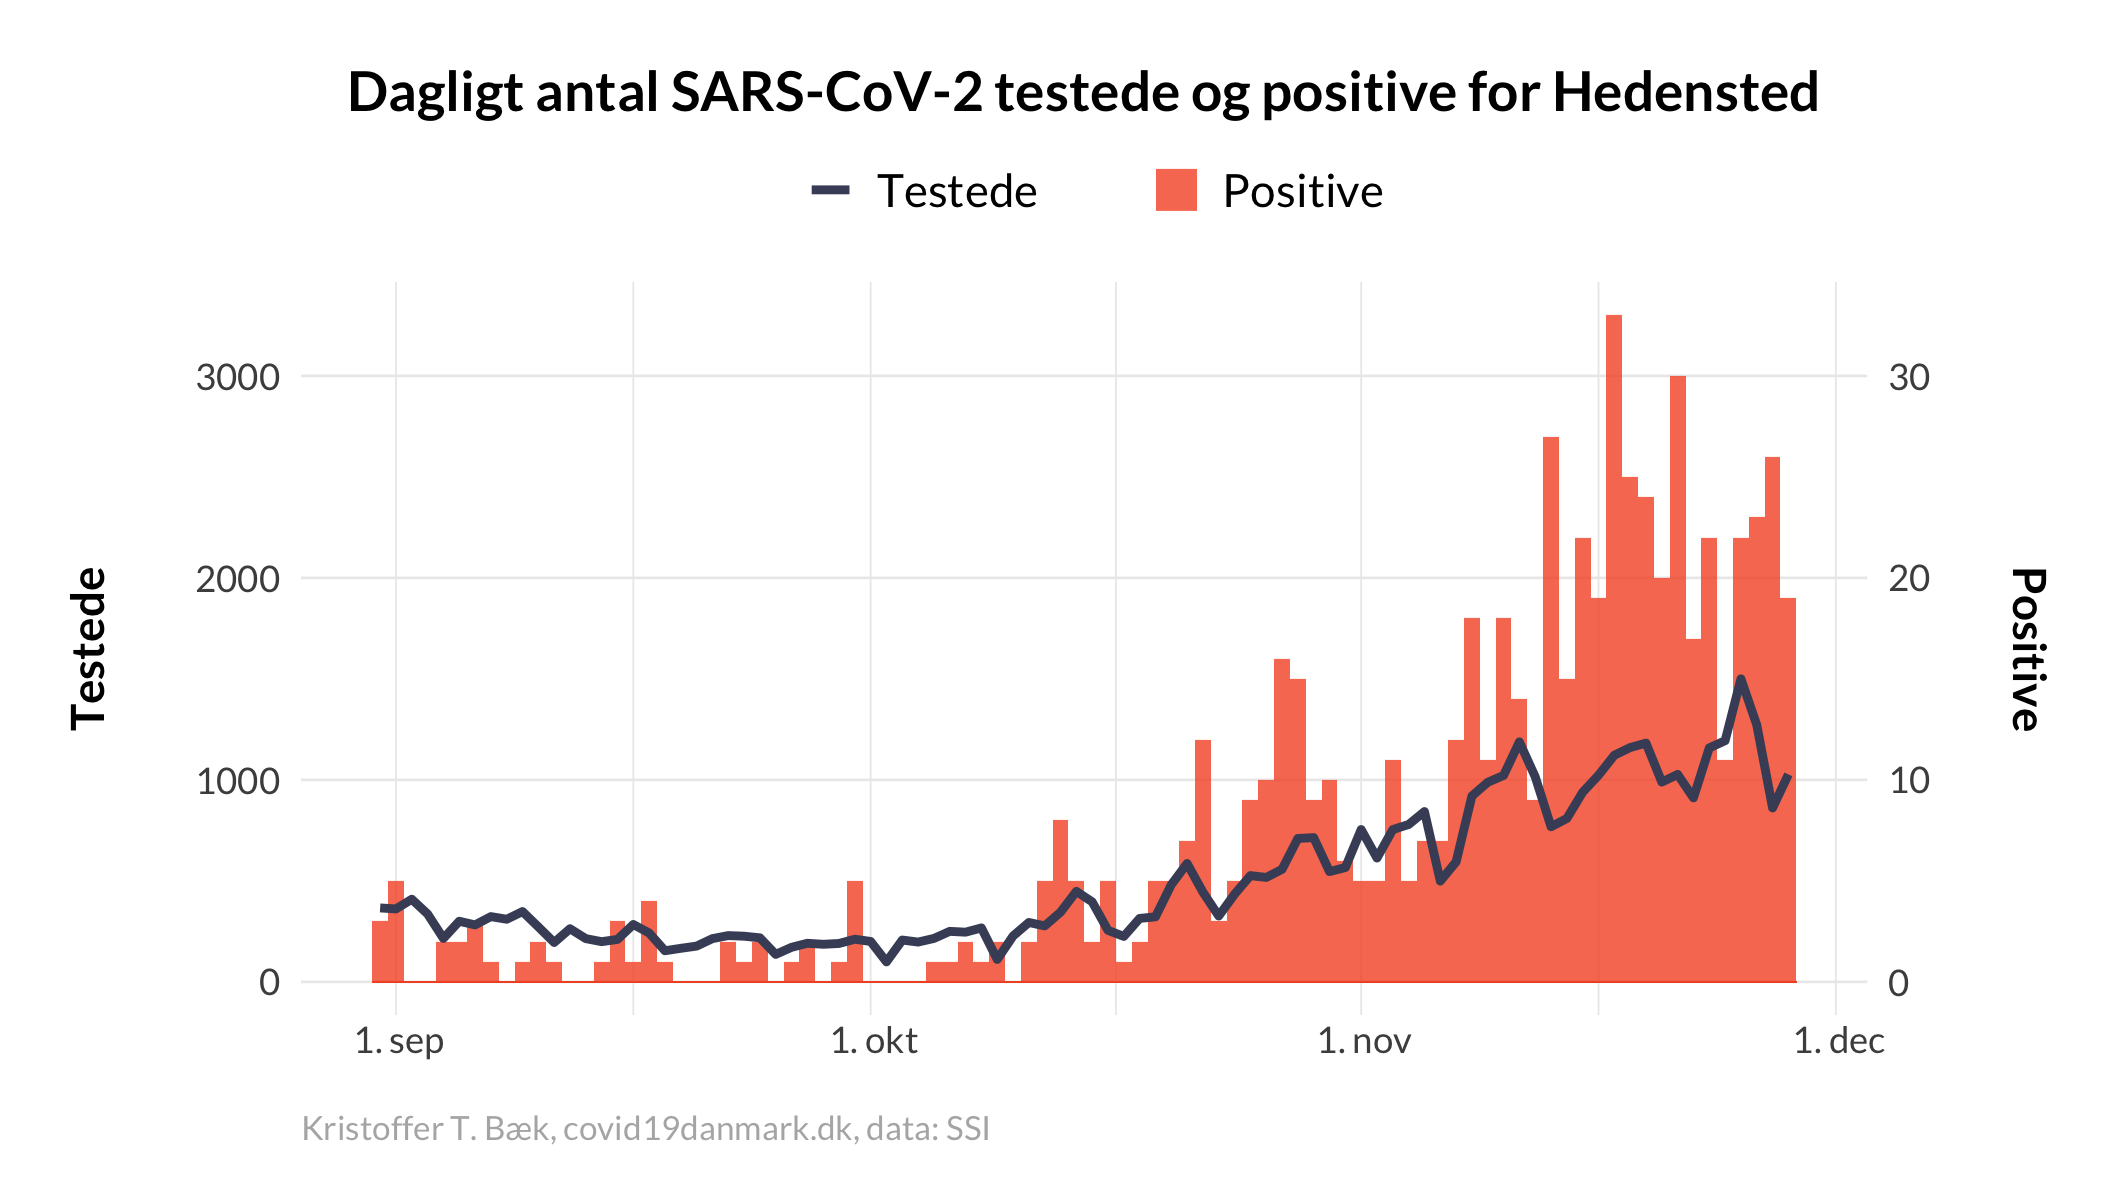 Dagligt antal SARS-CoV-2 testede og positive for Hedensted
Testede
Positive
3000
2000
1000
0
30
20
10
0
Testede
Positive
1. sep
1. okt
1. nov
1. dec
Kristoffer T. Bæk, covid19danmark.dk, data: SSI